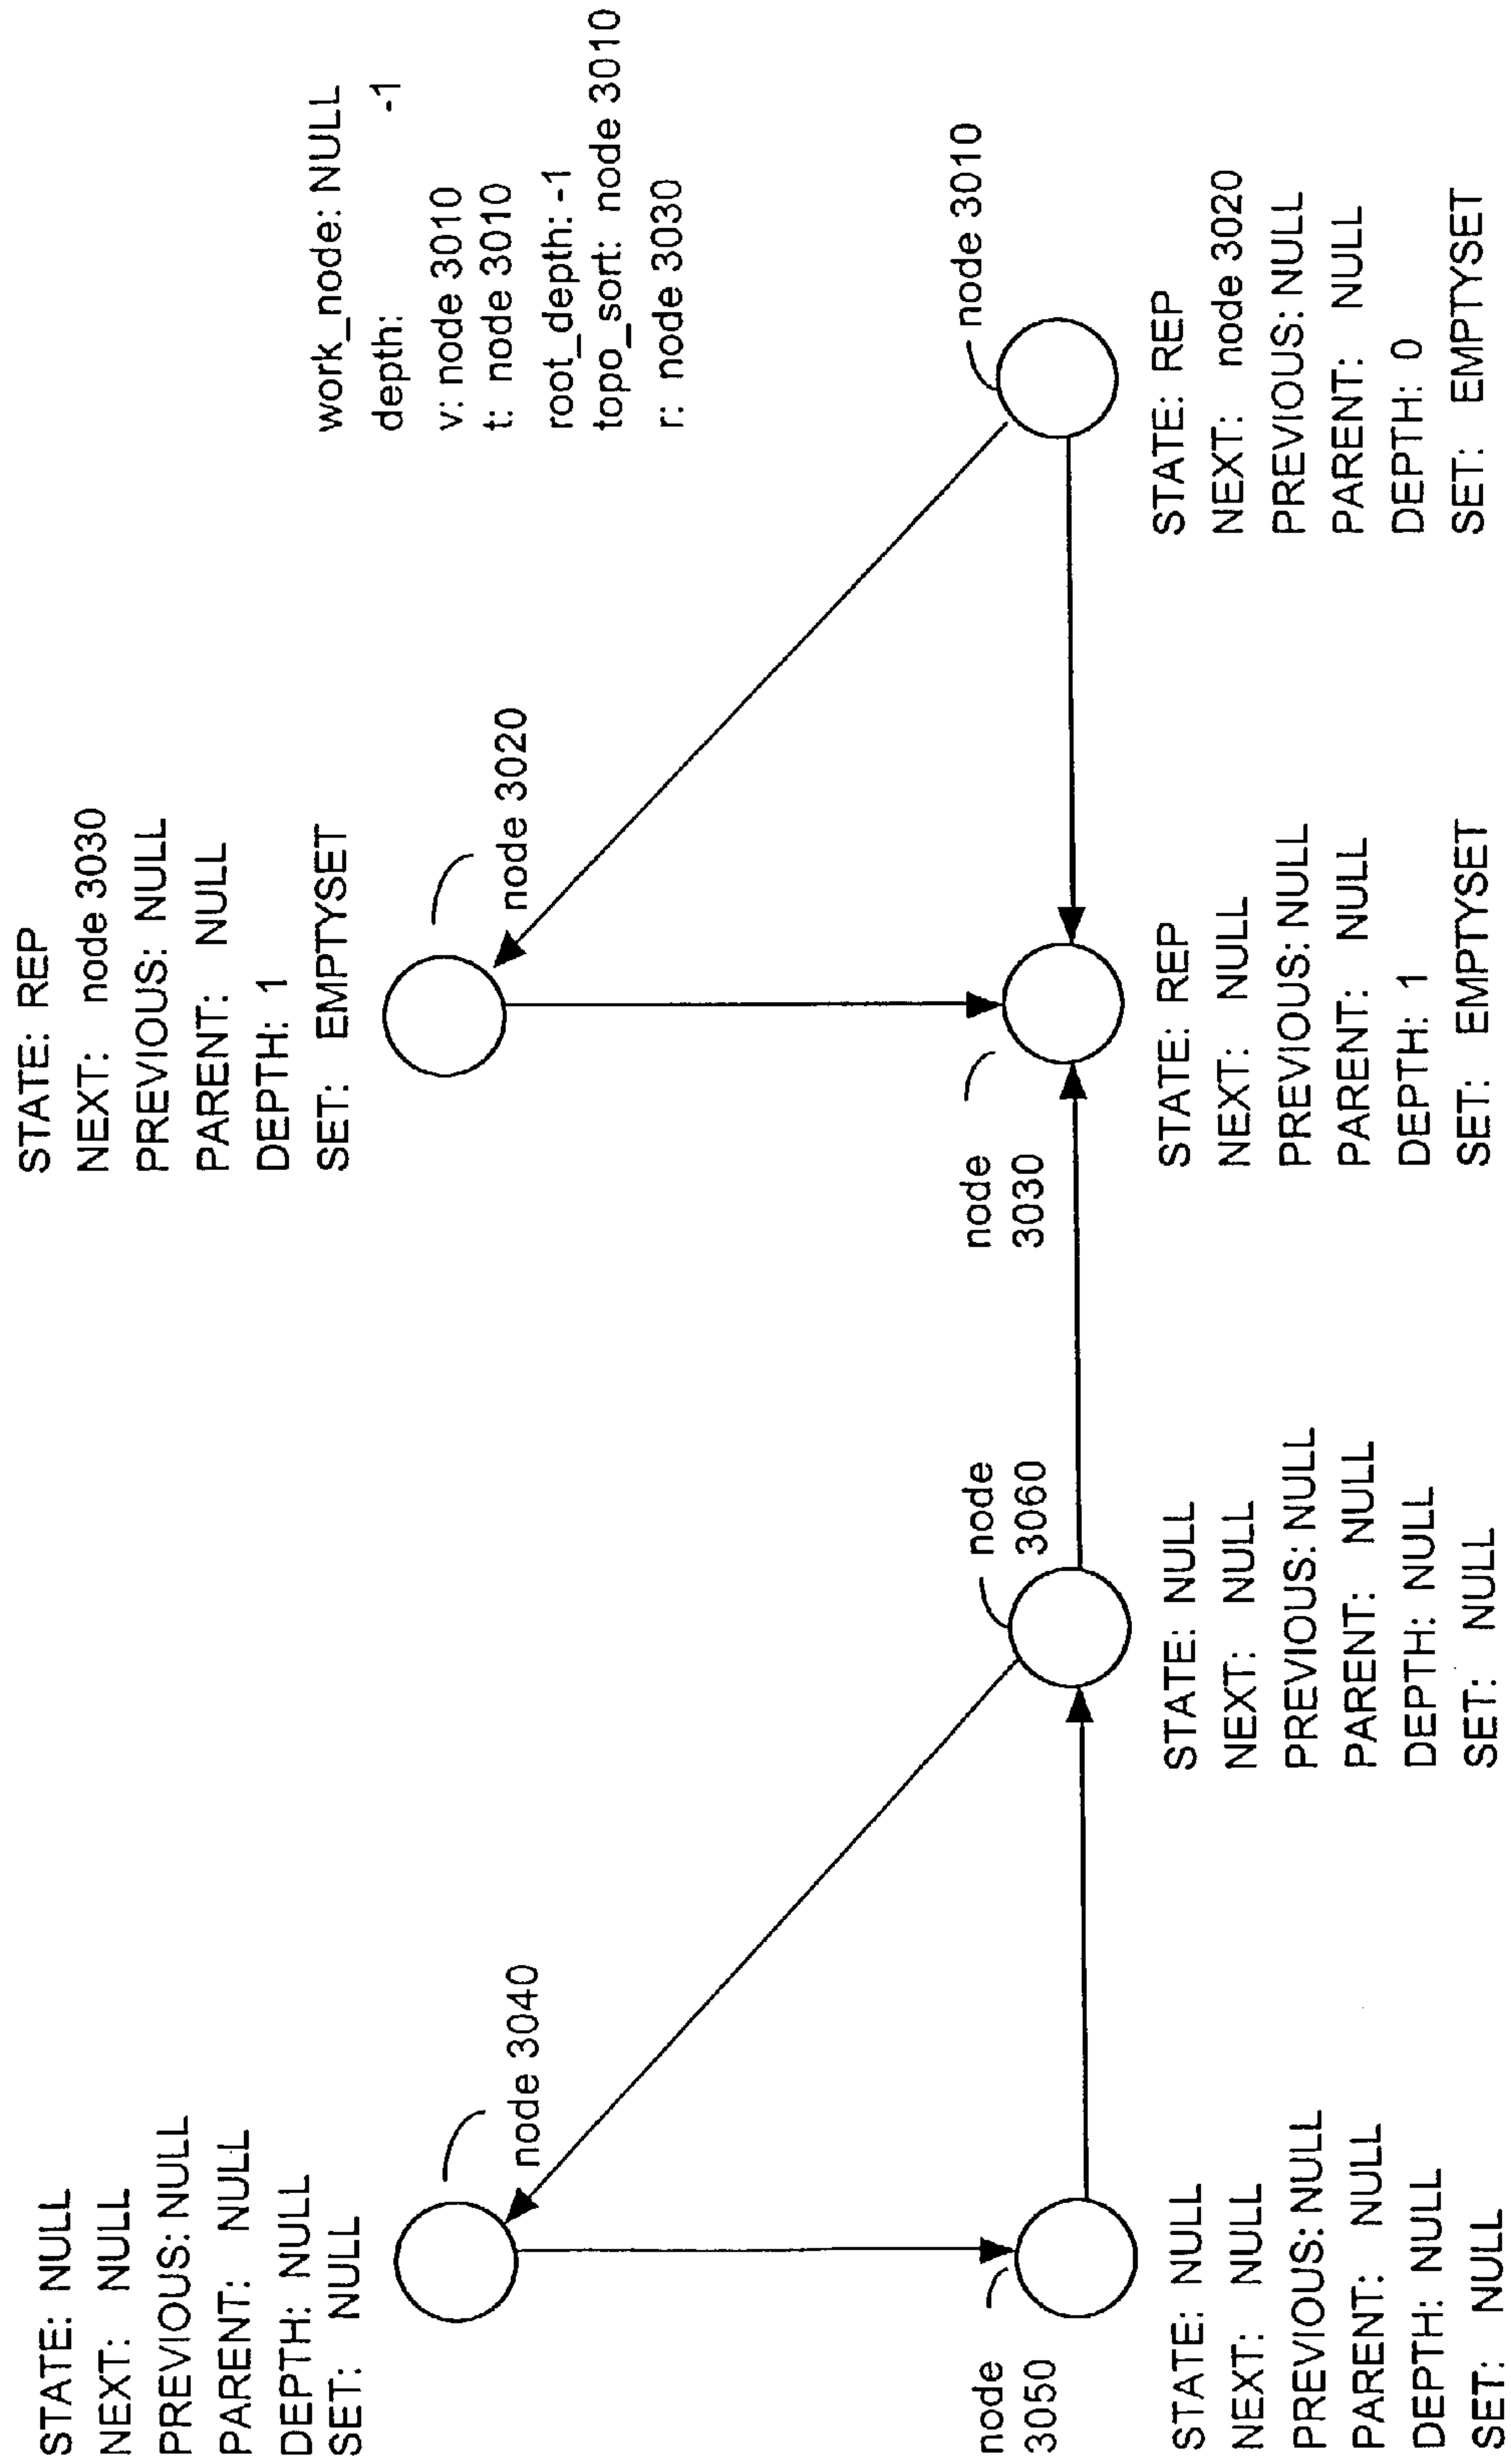 STATE: NULL
NEXT: NULL
PREVIOUS: NULL
PARENT: NULL
DEPTH: NULL
SET: NULL
node 3040
STATE: REP
NEXT: node 3030
PREVIOUS: NULL
PARENT: NULL
DEPTH: 1
SET: EMPTYSET
node 3020
work_node: NULL
depth: -1
v: node 3010
t: node 3010
root_depth: -1
topo_sort: node 3010
r: node 3030
node
3050
STATE: NULL
NEXT: NULL
PREVIOUS: NULL
PARENT: NULL
DEPTH: NULL
SET: NULL
node
3060
STATE: NULL
NEXT: NULL
PREVIOUS: NULL
PARENT: NULL
DEPTH: NULL
SET: NULL
node
3030
STATE: REP
NEXT: NULL
PREVIOUS: NULL
PARENT: NULL
DEPTH: 1
SET: EMPTYSET
node 3010
STATE: REP
NEXT: node 3020
PREVIOUS: NULL
PARENT: NULL
DEPTH: 0
SET: EMPTYSET